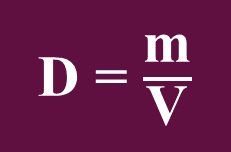 D = m/V